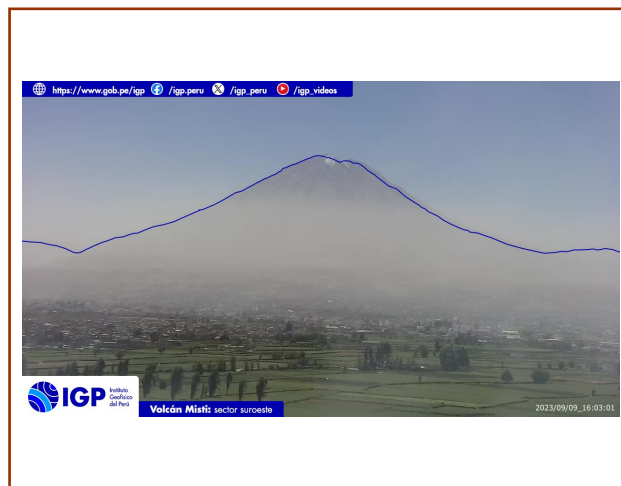 https://www.gob.pe/igp /igp.peru /igp_peru /igp_videos
IGP
Instituto
Geofísico
del Perú
Volcán Misti: sector suroeste
2023/09/09_16:03:01